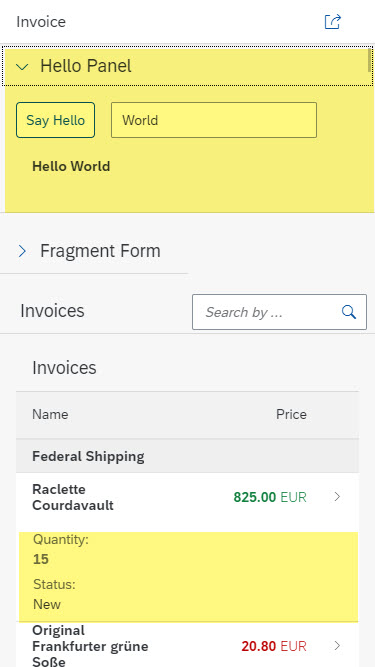 Invoice
Hello Panel
Say Hello
World
Hello World
Fragment Form
Invoices
Search by ...
Invoices
Name Price
Federal Shipping
Raclette
Courdavault
825.00 EUR
Quantity:
15
Status:
New
Original
Frankfurter grüne
Soße
20.80 EUR